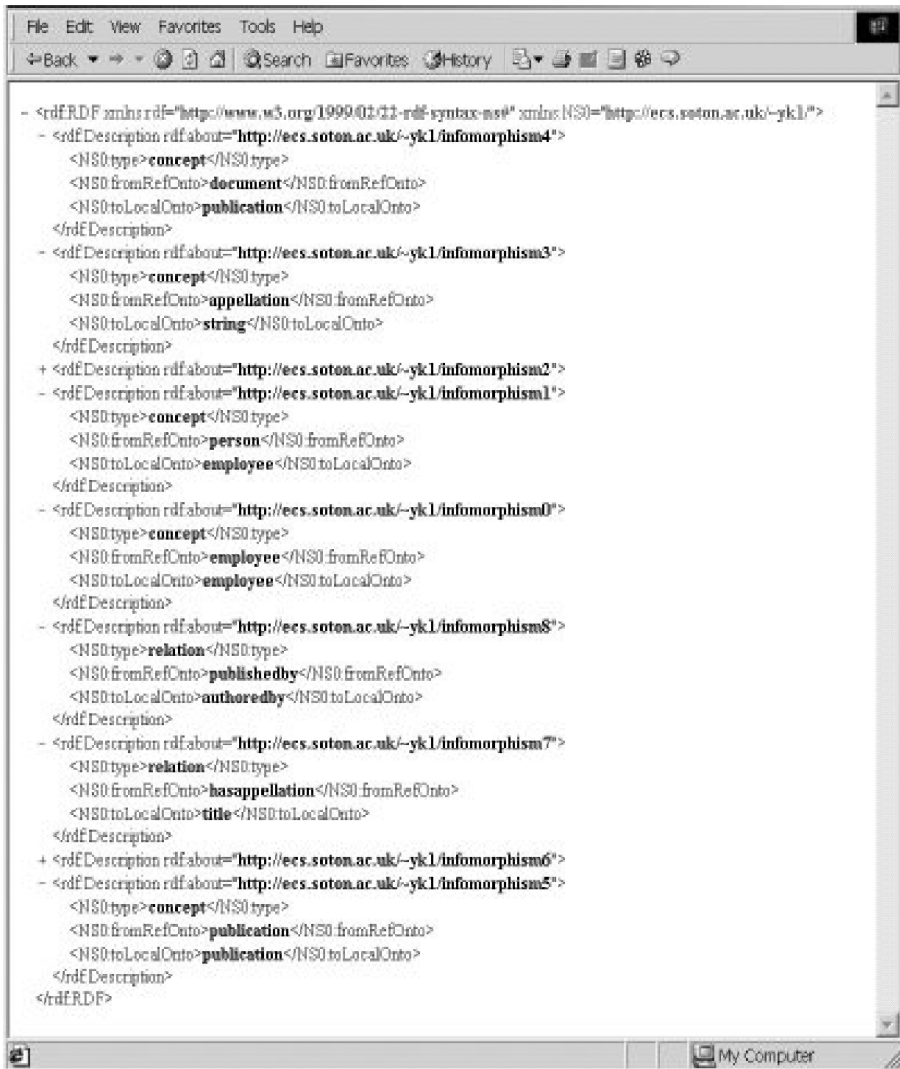 File Edit View Favorites Tools Help
Back Search Favorites History
- <rdf:RDF xmlns:rdf="http://www.w3.org/1999/02/22-rdf-syntax-ns#" xmlns:NS0="http://ecs.soton.ac.uk/~yk1/">
- <rdf:Description rdf:about="http://ecs.soton.ac.uk/~yk1/infomorphism4">
<NS0:type>concept</NS0:type>
<NS0:fromRefOnto>document</NS0:fromRefOnto>
<NS0:toLocalOnto>publication</NS0:toLocalOnto>
</rdf:Description>
- <rdf:Description rdf:about="http://ecs.soton.ac.uk/~yk1/infomorphism3">
<NS0:type>concept</NS0:type>
<NS0:fromRefOnto>appellation</NS0:fromRefOnto>
<NS0:toLocalOnto>string</NS0:toLocalOnto>
</rdf:Description>
+ <rdf:Description rdf:about="http://ecs.soton.ac.uk/~yk1/infomorphism2">
- <rdf:Description rdf:about="http://ecs.soton.ac.uk/~yk1/infomorphism1">
<NS0:type>concept</NS0:type>
<NS0:fromRefOnto>person</NS0:fromRefOnto>
<NS0:toLocalOnto>employee</NS0:toLocalOnto>
</rdf:Description>
- <rdf:Description rdf:about="http://ecs.soton.ac.uk/~yk1/infomorphism0">
<NS0:type>concept</NS0:type>
<NS0:fromRefOnto>employee</NS0:fromRefOnto>
<NS0:toLocalOnto>employee</NS0:toLocalOnto>
</rdf:Description>
- <rdf:Description rdf:about="http://ecs.soton.ac.uk/~yk1/infomorphism8">
<NS0:type>relation</NS0:type>
<NS0:fromRefOnto>publishedby</NS0:fromRefOnto>
<NS0:toLocalOnto>authoredby</NS0:toLocalOnto>
</rdf:Description>
- <rdf:Description rdf:about="http://ecs.soton.ac.uk/~yk1/infomorphism7">
<NS0:type>relation</NS0:type>
<NS0:fromRefOnto>hasappellation</NS0:fromRefOnto>
<NS0:toLocalOnto>title</NS0:toLocalOnto>
</rdf:Description>
+ <rdf:Description rdf:about="http://ecs.soton.ac.uk/~yk1/infomorphism6">
- <rdf:Description rdf:about="http://ecs.soton.ac.uk/~yk1/infomorphism5">
<NS0:type>concept</NS0:type>
<NS0:fromRefOnto>publication</NS0:fromRefOnto>
<NS0:toLocalOnto>publication</NS0:toLocalOnto>
</rdf:Description>
</rdf:RDF>
My Computer